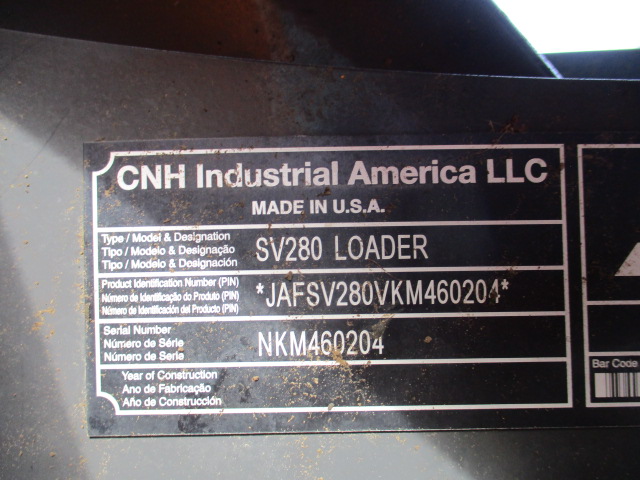 CNH Industrial America LLC
MADE IN U.S.A.
Type / Model & Designation
Tipo / Modelo & Designação
Tipo / Modelo & Designación
SV280 LOADER
Product Identification Number (PIN)
Número de Identificação do Produto (PIN)
Número de Identificación del Producto (PIN)
*JAFSV280VKM460204*
Serial Number
Número de Série
Número de Serie
NKM460204
Year of Construction
Ano de Fabricação
Año de Construcción
Bar Code